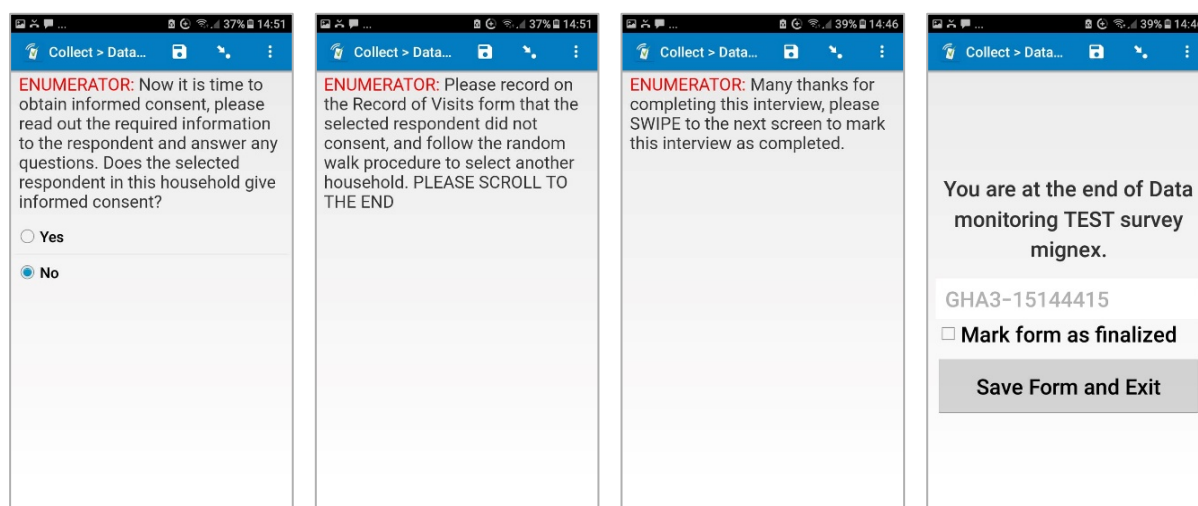 ... 37% 14:51
Collect > Data...
ENUMERATOR: Now it is time to
obtain informed consent, please
read out the required information
to the respondent and answer any
questions. Does the selected
respondent in this household give
informed consent?
Yes
No
... 37% 14:51
Collect > Data...
ENUMERATOR: Please record on
the Record of Visits form that the
selected respondent did not
consent, and follow the random
walk procedure to select another
household. PLEASE SCROLL TO
THE END
... 39% 14:46
Collect > Data...
ENUMERATOR: Many thanks for
completing this interview, please
SWIPE to the next screen to mark
this interview as completed.
... 39%
Collect > Data...
You are at the end of Data
monitoring TEST survey
mignex.
GHA3-15144415
Mark form as finalized
Save Form and Exit